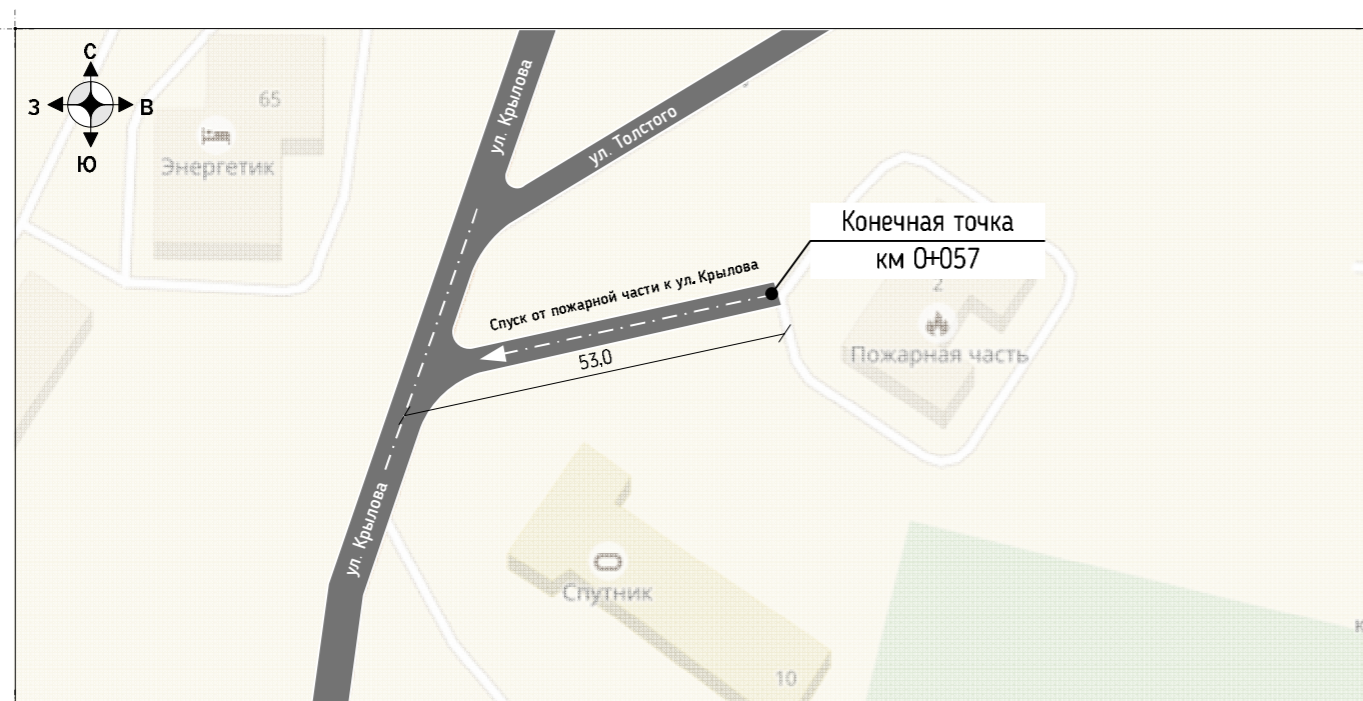 С
З
В
Ю
65
Энергетик
ул. Крылова
ул. Толстого
Конечная точка
км 0+057
Спуск от пожарной части к ул. Крылова
2
53,0
Пожарная часть
ул. Крылова
Спутник
10
к